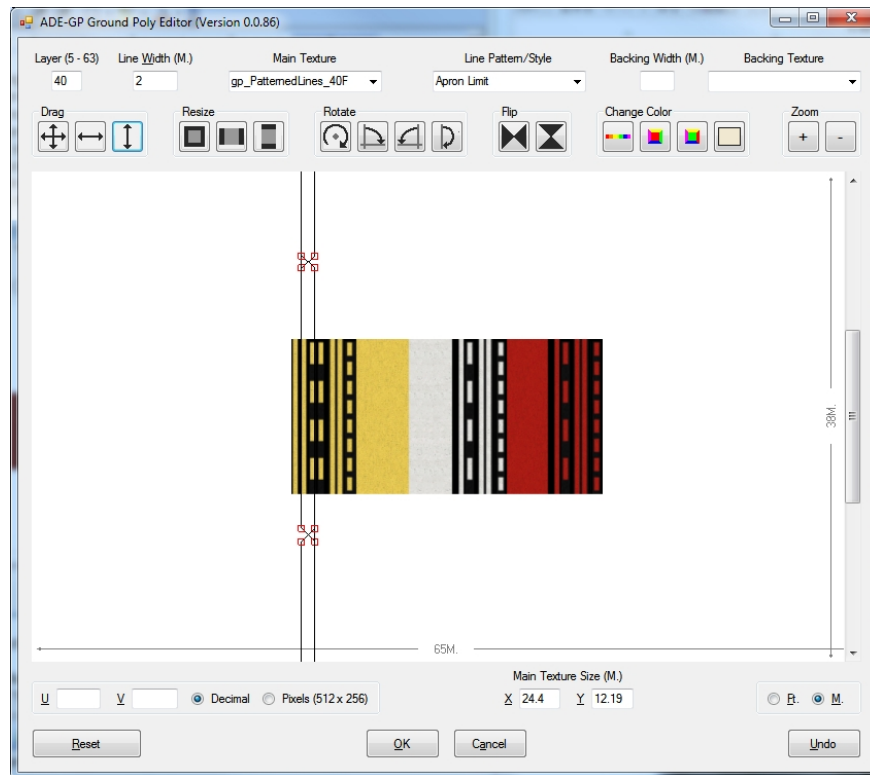 ADE-GP Ground Poly Editor (Version 0.0.86)
Layer (5 - 63) Line Width (M.) Main Texture Line Pattern/Style Backing Width (M.) Backing Texture
40 2 gp_PatternedLines_40F Apron Limit
Drag Resize Rotate Flip Change Color Zoom
+ -
38M.
65M.
Main Texture Size (M.)
U V Decimal Pixels (512 x 256) X 24.4 Y 12.19 Ft. M.
Reset OK Cancel Undo